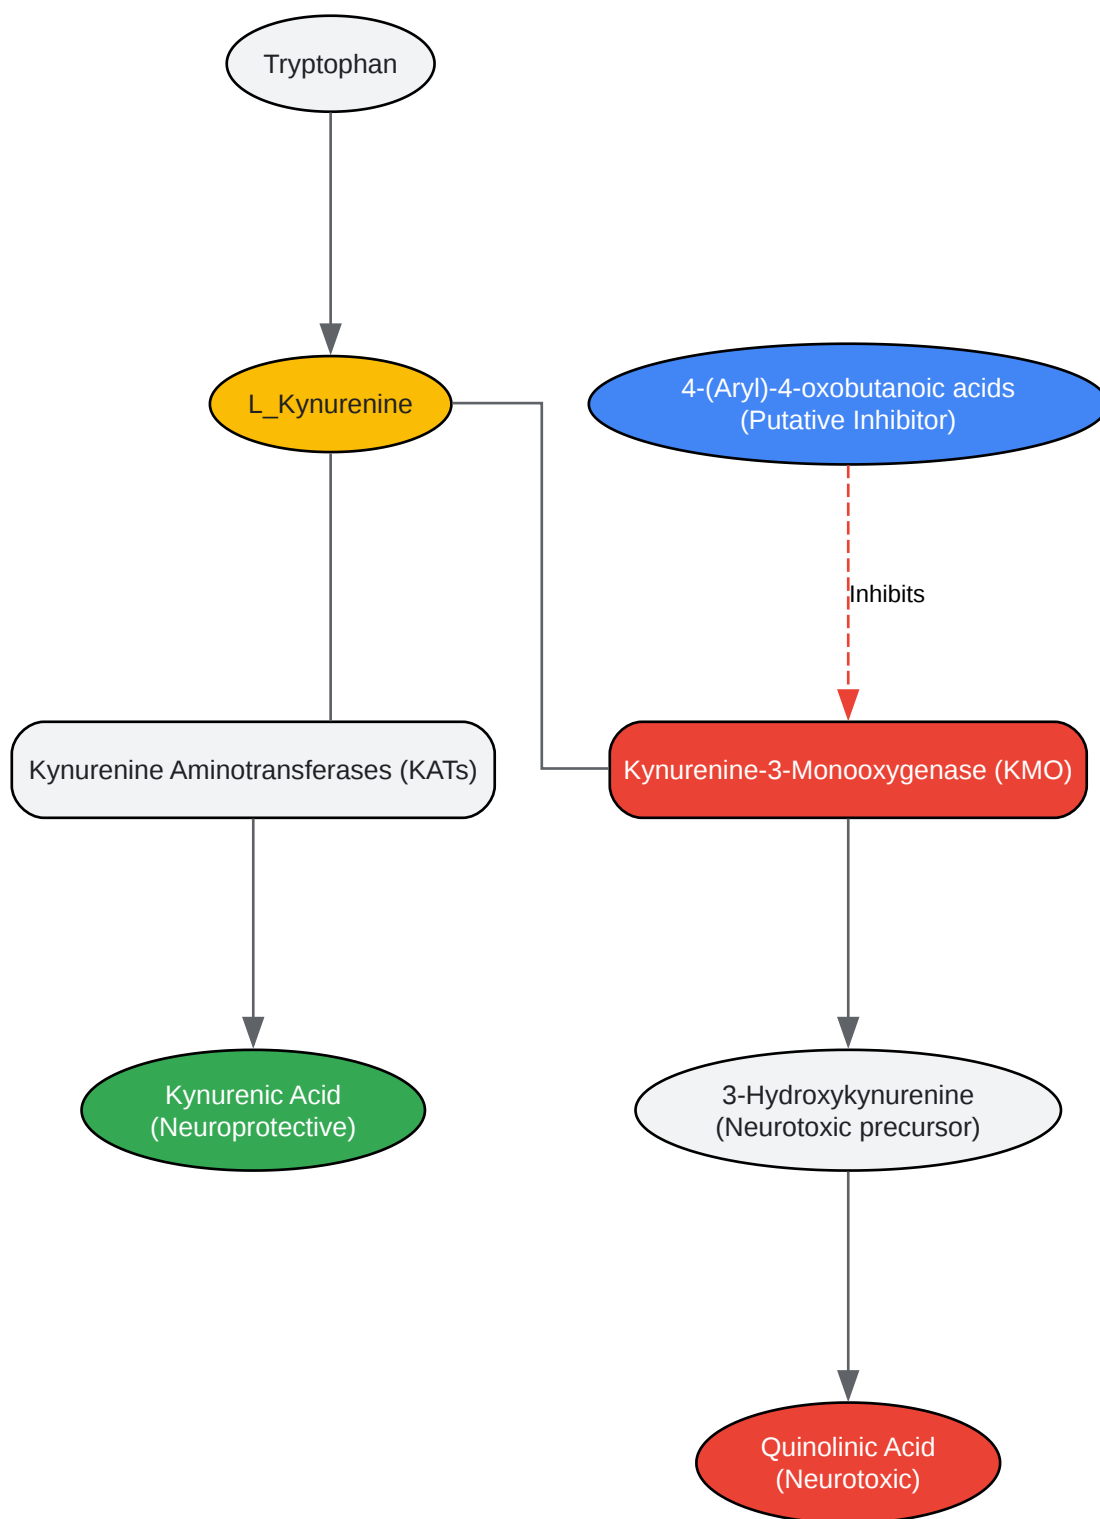 Tryptophan
L_Kynurenine
4-(Aryl)-4-oxobutanoic acids
(Putative Inhibitor)
Inhibits
Kynurenine Aminotransferases (KATs)
Kynurenine-3-Monooxygenase (KMO)
Kynurenic Acid
(Neuroprotective)
3-Hydroxykynurenine
(Neurotoxic precursor)
Quinolinic Acid
(Neurotoxic)